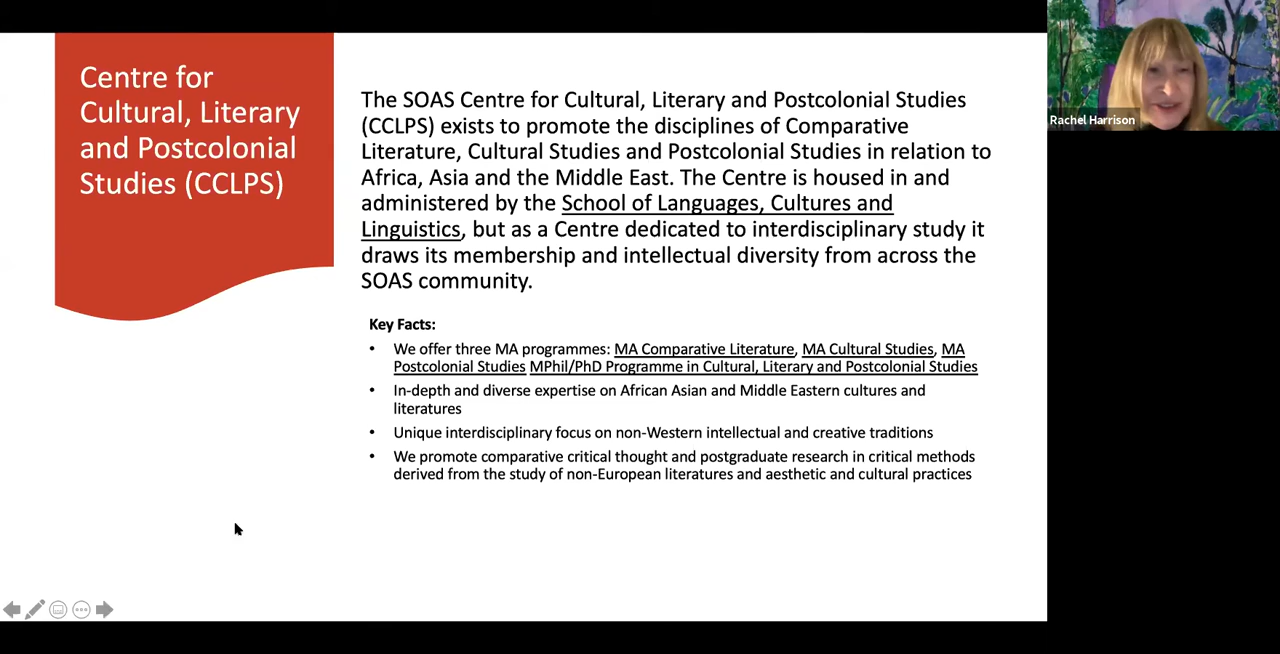 Centre for
Cultural, Literary
and Postcolonial
Studies (CCLPS)
The SOAS Centre for Cultural, Literary and Postcolonial Studies
(CCLPS) exists to promote the disciplines of Comparative
Literature, Cultural Studies and Postcolonial Studies in relation to
Africa, Asia and the Middle East. The Centre is housed in and
administered by the School of Languages, Cultures and
Linguistics, but as a Centre dedicated to interdisciplinary study it
draws its membership and intellectual diversity from across the
SOAS community.
Key Facts:
• We offer three MA programmes: MA Comparative Literature, MA Cultural Studies, MA
Postcolonial Studies MPhil/PhD Programme in Cultural, Literary and Postcolonial Studies
• In-depth and diverse expertise on African Asian and Middle Eastern cultures and
literatures
• Unique interdisciplinary focus on non-Western intellectual and creative traditions
• We promote comparative critical thought and postgraduate research in critical methods
derived from the study of non-European literatures and aesthetic and cultural practices
Rachel Harrison